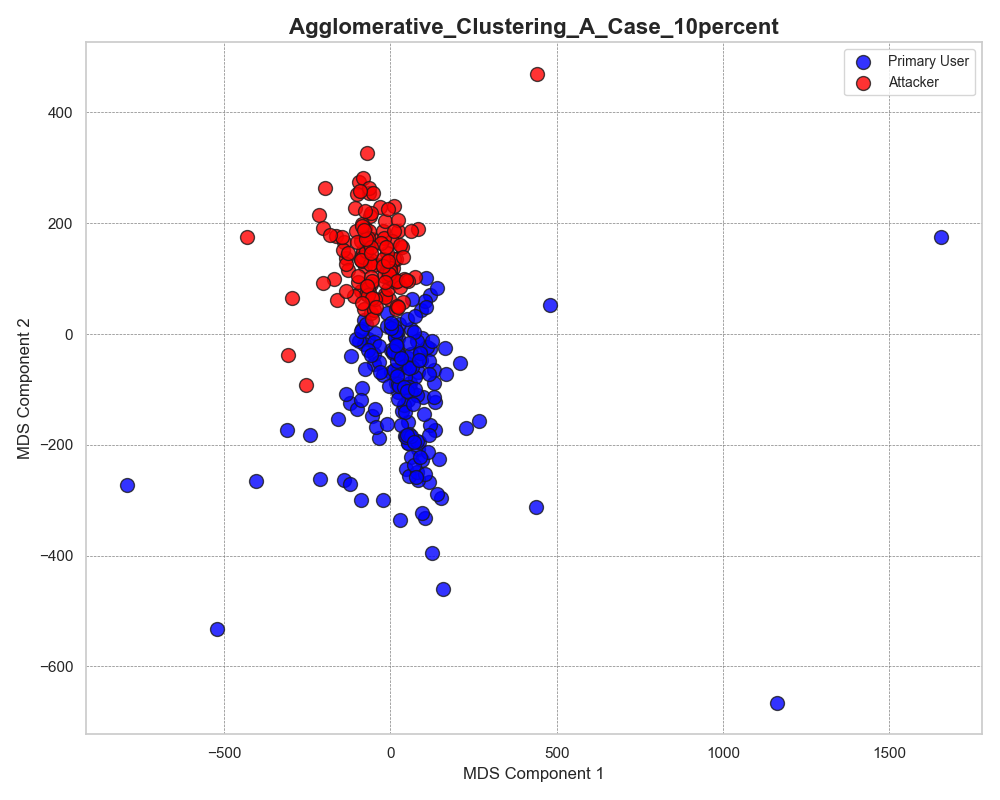 Agglomerative_Clustering_A_Case_10percent
Primary User
Attacker
400
200
0
−200
−400
−600
MDS Component 2
−500
0
500
1000
1500
MDS Component 1